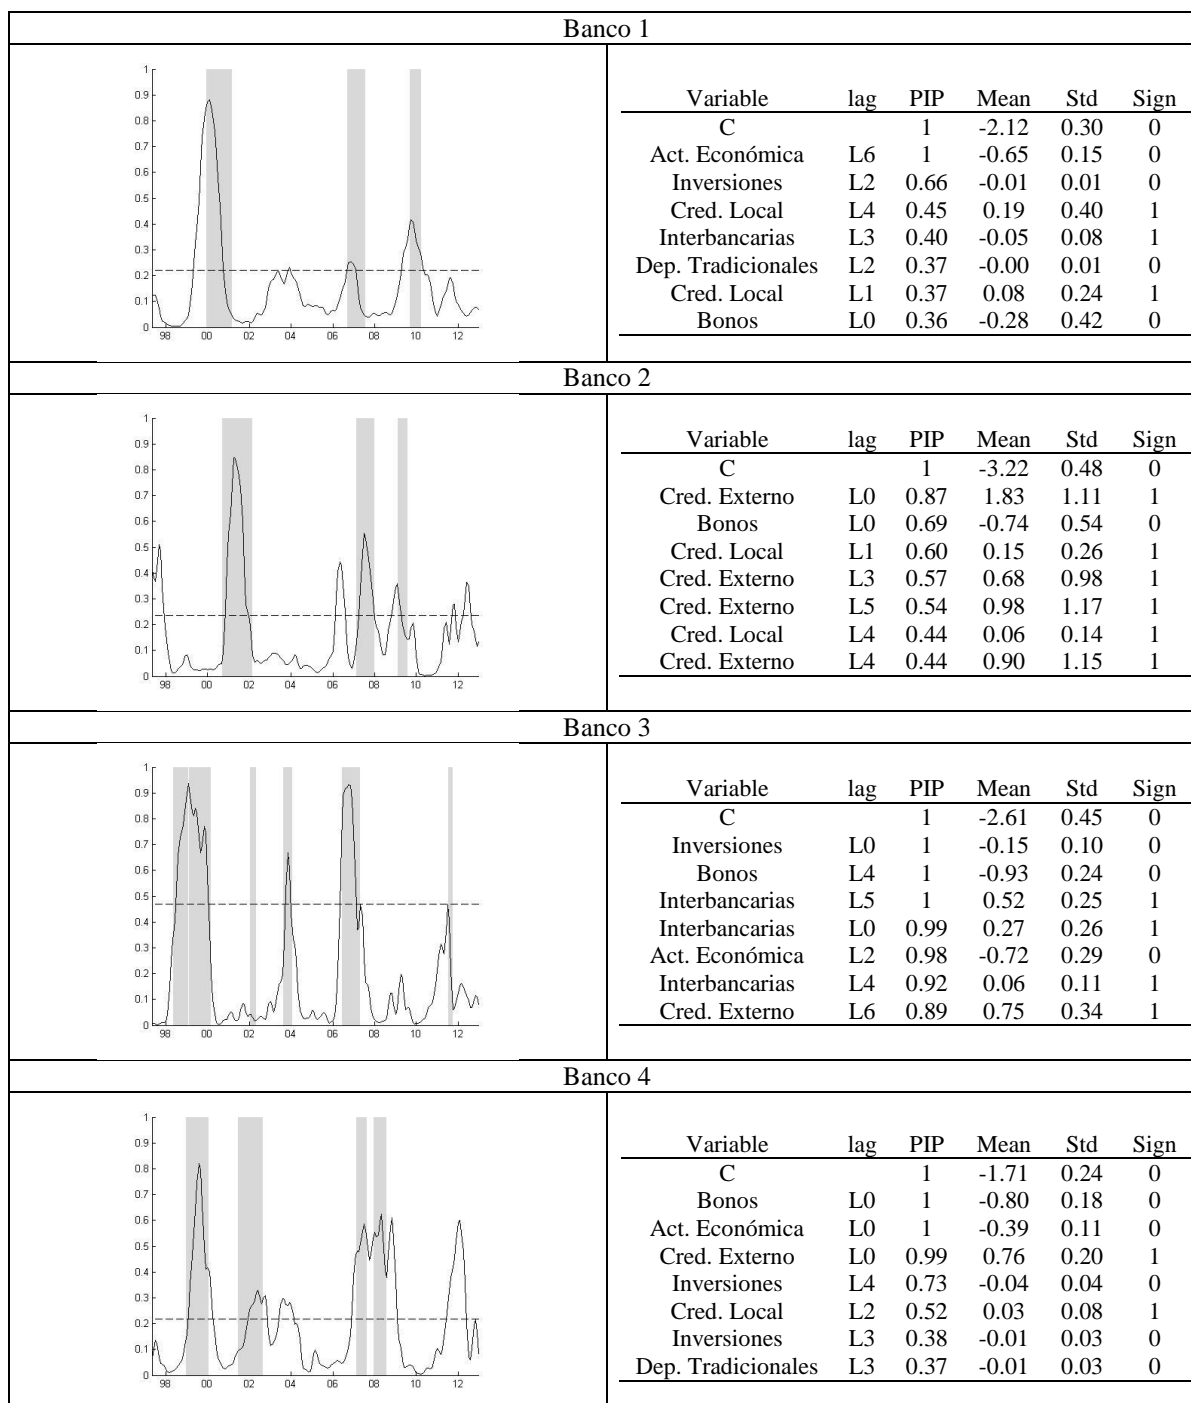 Banco 1
1
0.9
0.8
0.7
0.6
0.5
0.4
0.3
0.2
0.1
0
98 00 02 04 06 08 10 12
Variable lag PIP Mean Std Sign
C 1 -2.12 0.30 0
Act. Económica L6 1 -0.65 0.15 0
Inversiones L2 0.66 -0.01 0.01 0
Cred. Local L4 0.45 0.19 0.40 1
Interbancarias L3 0.40 -0.05 0.08 1
Dep. Tradicionales L2 0.37 -0.00 0.01 0
Cred. Local L1 0.37 0.08 0.24 1
Bonos L0 0.36 -0.28 0.42 0
Banco 2
1
0.9
0.8
0.7
0.6
0.5
0.4
0.3
0.2
0.1
0
98 00 02 04 06 08 10 12
Variable lag PIP Mean Std Sign
C 1 -3.22 0.48 0
Cred. Externo L0 0.87 1.83 1.11 1
Bonos L0 0.69 -0.74 0.54 0
Cred. Local L1 0.60 0.15 0.26 1
Cred. Externo L3 0.57 0.68 0.98 1
Cred. Externo L5 0.54 0.98 1.17 1
Cred. Local L4 0.44 0.06 0.14 1
Cred. Externo L4 0.44 0.90 1.15 1
Banco 3
1
0.9
0.8
0.7
0.6
0.5
0.4
0.3
0.2
0.1
0
98 00 02 04 06 08 10 12
Variable lag PIP Mean Std Sign
C 1 -2.61 0.45 0
Inversiones L0 1 -0.15 0.10 0
Bonos L4 1 -0.93 0.24 0
Interbancarias L5 1 0.52 0.25 1
Interbancarias L0 0.99 0.27 0.26 1
Act. Económica L2 0.98 -0.72 0.29 0
Interbancarias L4 0.92 0.06 0.11 1
Cred. Externo L6 0.89 0.75 0.34 1
Banco 4
1
0.9
0.8
0.7
0.6
0.5
0.4
0.3
0.2
0.1
0
98 00 02 04 06 08 10 12
Variable lag PIP Mean Std Sign
C 1 -1.71 0.24 0
Bonos L0 1 -0.80 0.18 0
Act. Económica L0 1 -0.39 0.11 0
Cred. Externo L0 0.99 0.76 0.20 1
Inversiones L4 0.73 -0.04 0.04 0
Cred. Local L2 0.52 0.03 0.08 1
Inversiones L3 0.38 -0.01 0.03 0
Dep. Tradicionales L3 0.37 -0.01 0.03 0